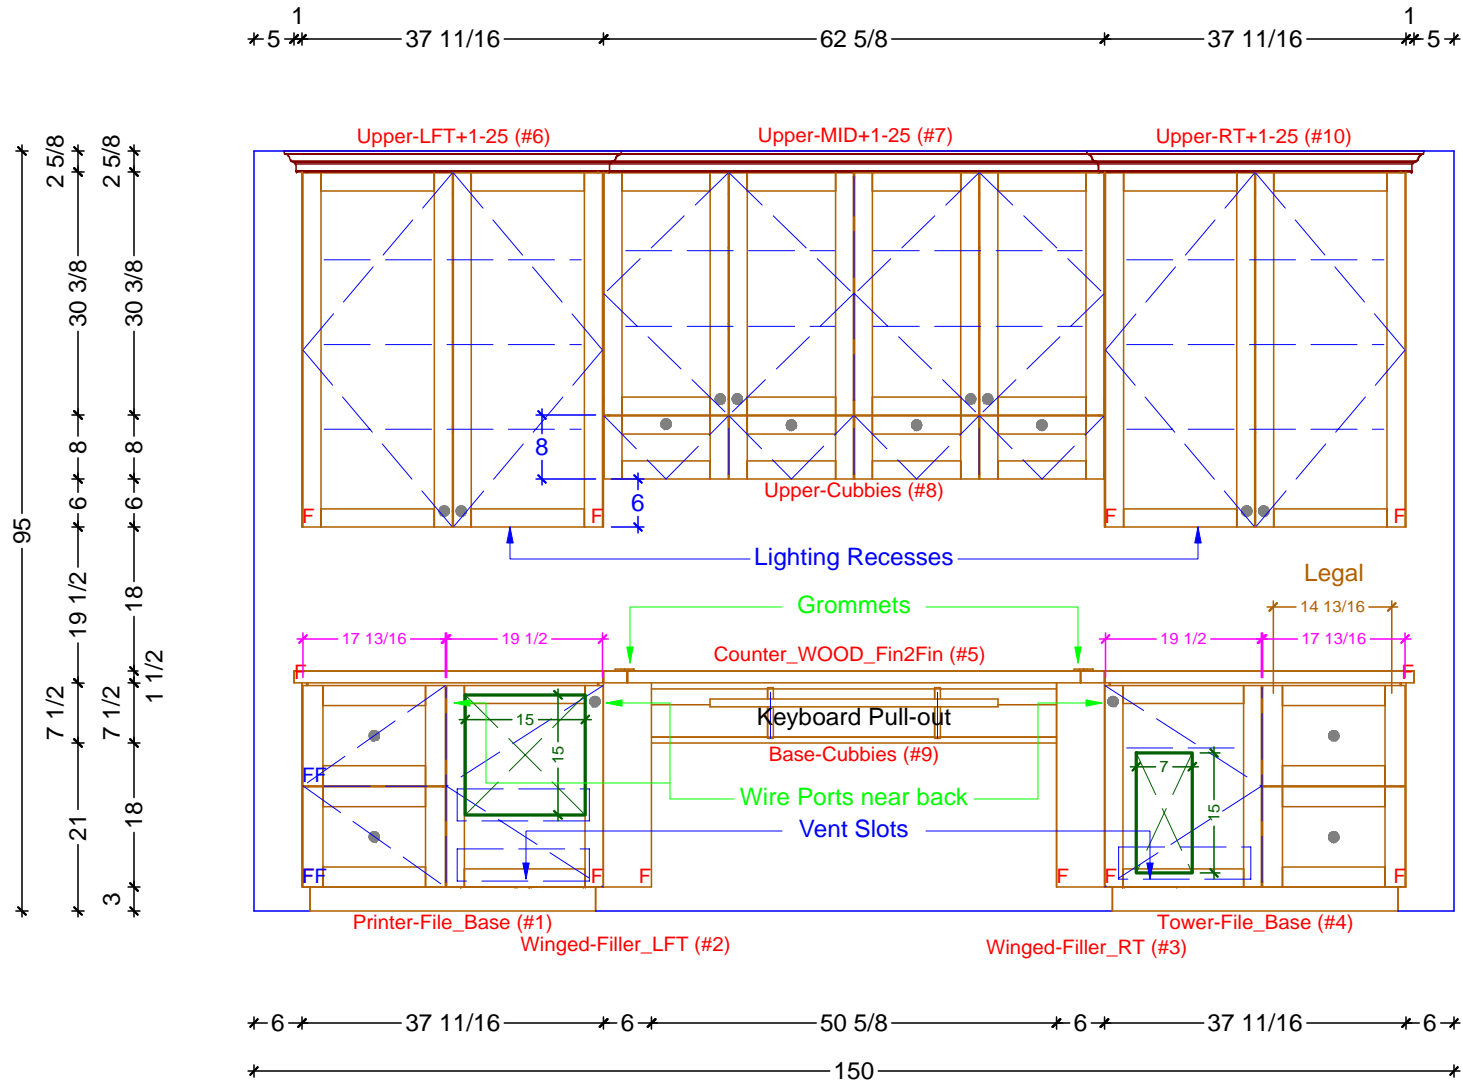 1
1
5
37 11/16
62 5/8
37 11/16
5
Upper-LFT+1-25 (#6)
Upper-MID+1-25 (#7)
Upper-RT+1-25 (#10)
2 5/8
2 5/8
30 3/8
30 3/8
8
8
8
6
6
6
F
F
F
F
Upper-Cubbies (#8)
95
Lighting Recesses
Legal
19 1/2
18
Grommets
14 13/16
17 13/16
19 1/2
19 1/2
17 13/16
Counter_WOOD_Fin2Fin (#5)
F
F
1 1/2
7 1/2
7 1/2
15
15
Keyboard Pull-out
Base-Cubbies (#9)
7
15
FF
Wire Ports near back
Vent Slots
21
18
FF
F
F
F
F
F
3
Printer-File_Base (#1)
Tower-File_Base (#4)
Winged-Filler_LFT (#2)
Winged-Filler_RT (#3)
6
37 11/16
6
50 5/8
6
37 11/16
6
150